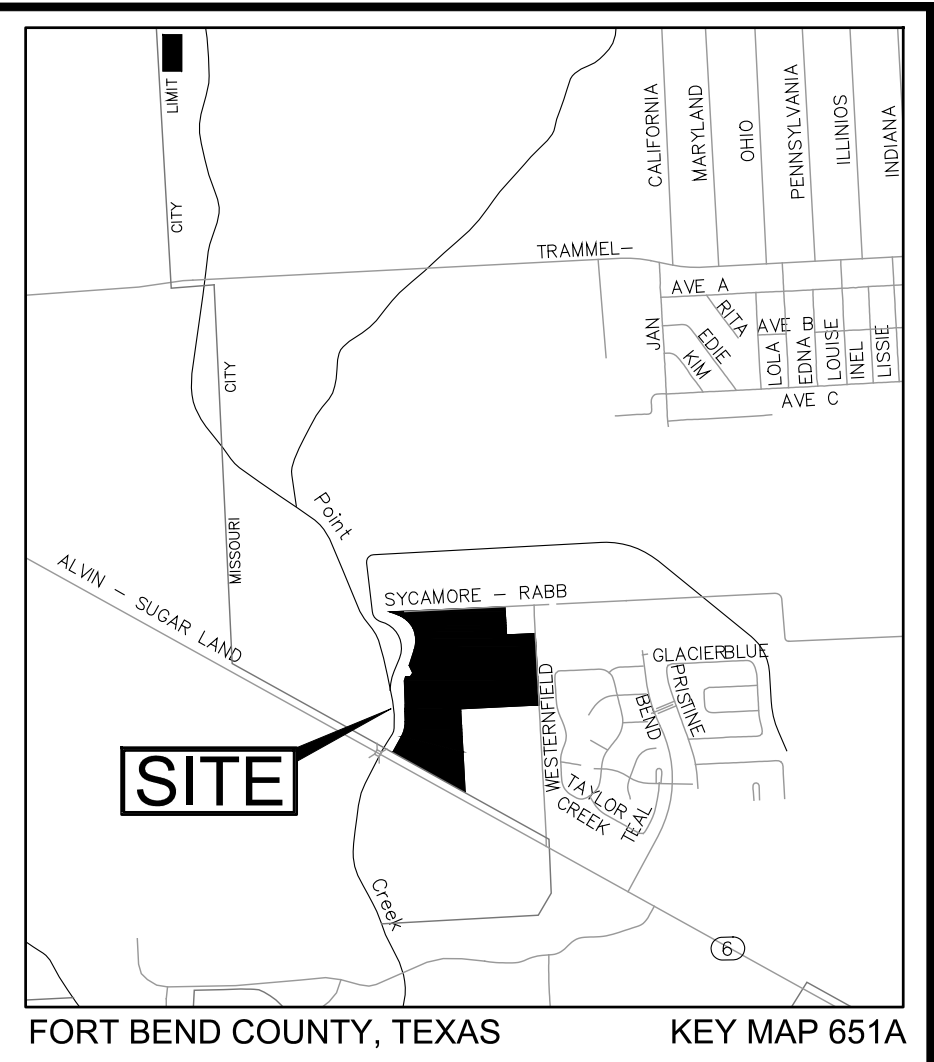 LIMIT
CITY
CALIFORNIA
MARYLAND
OHIO
PENNSYLVANIA
ILLINIOS
INDIANA
TRAMMEL-
AVE A
RITA
AVE B
JAN
EDIE
KIM
LOLA
EDNA
LOUISE
INEL
LISSIE
AVE C
CITY
MISSOURI
Point
ALVIN - SUGAR LAND
SYCAMORE - RABB
GLACIERBLUE
PRISTINE
BEND
WESTERNFIELD
TAYLOR
CREEK
TEAL
SITE
Creek
6
FORT BEND COUNTY, TEXAS
KEY MAP 651A